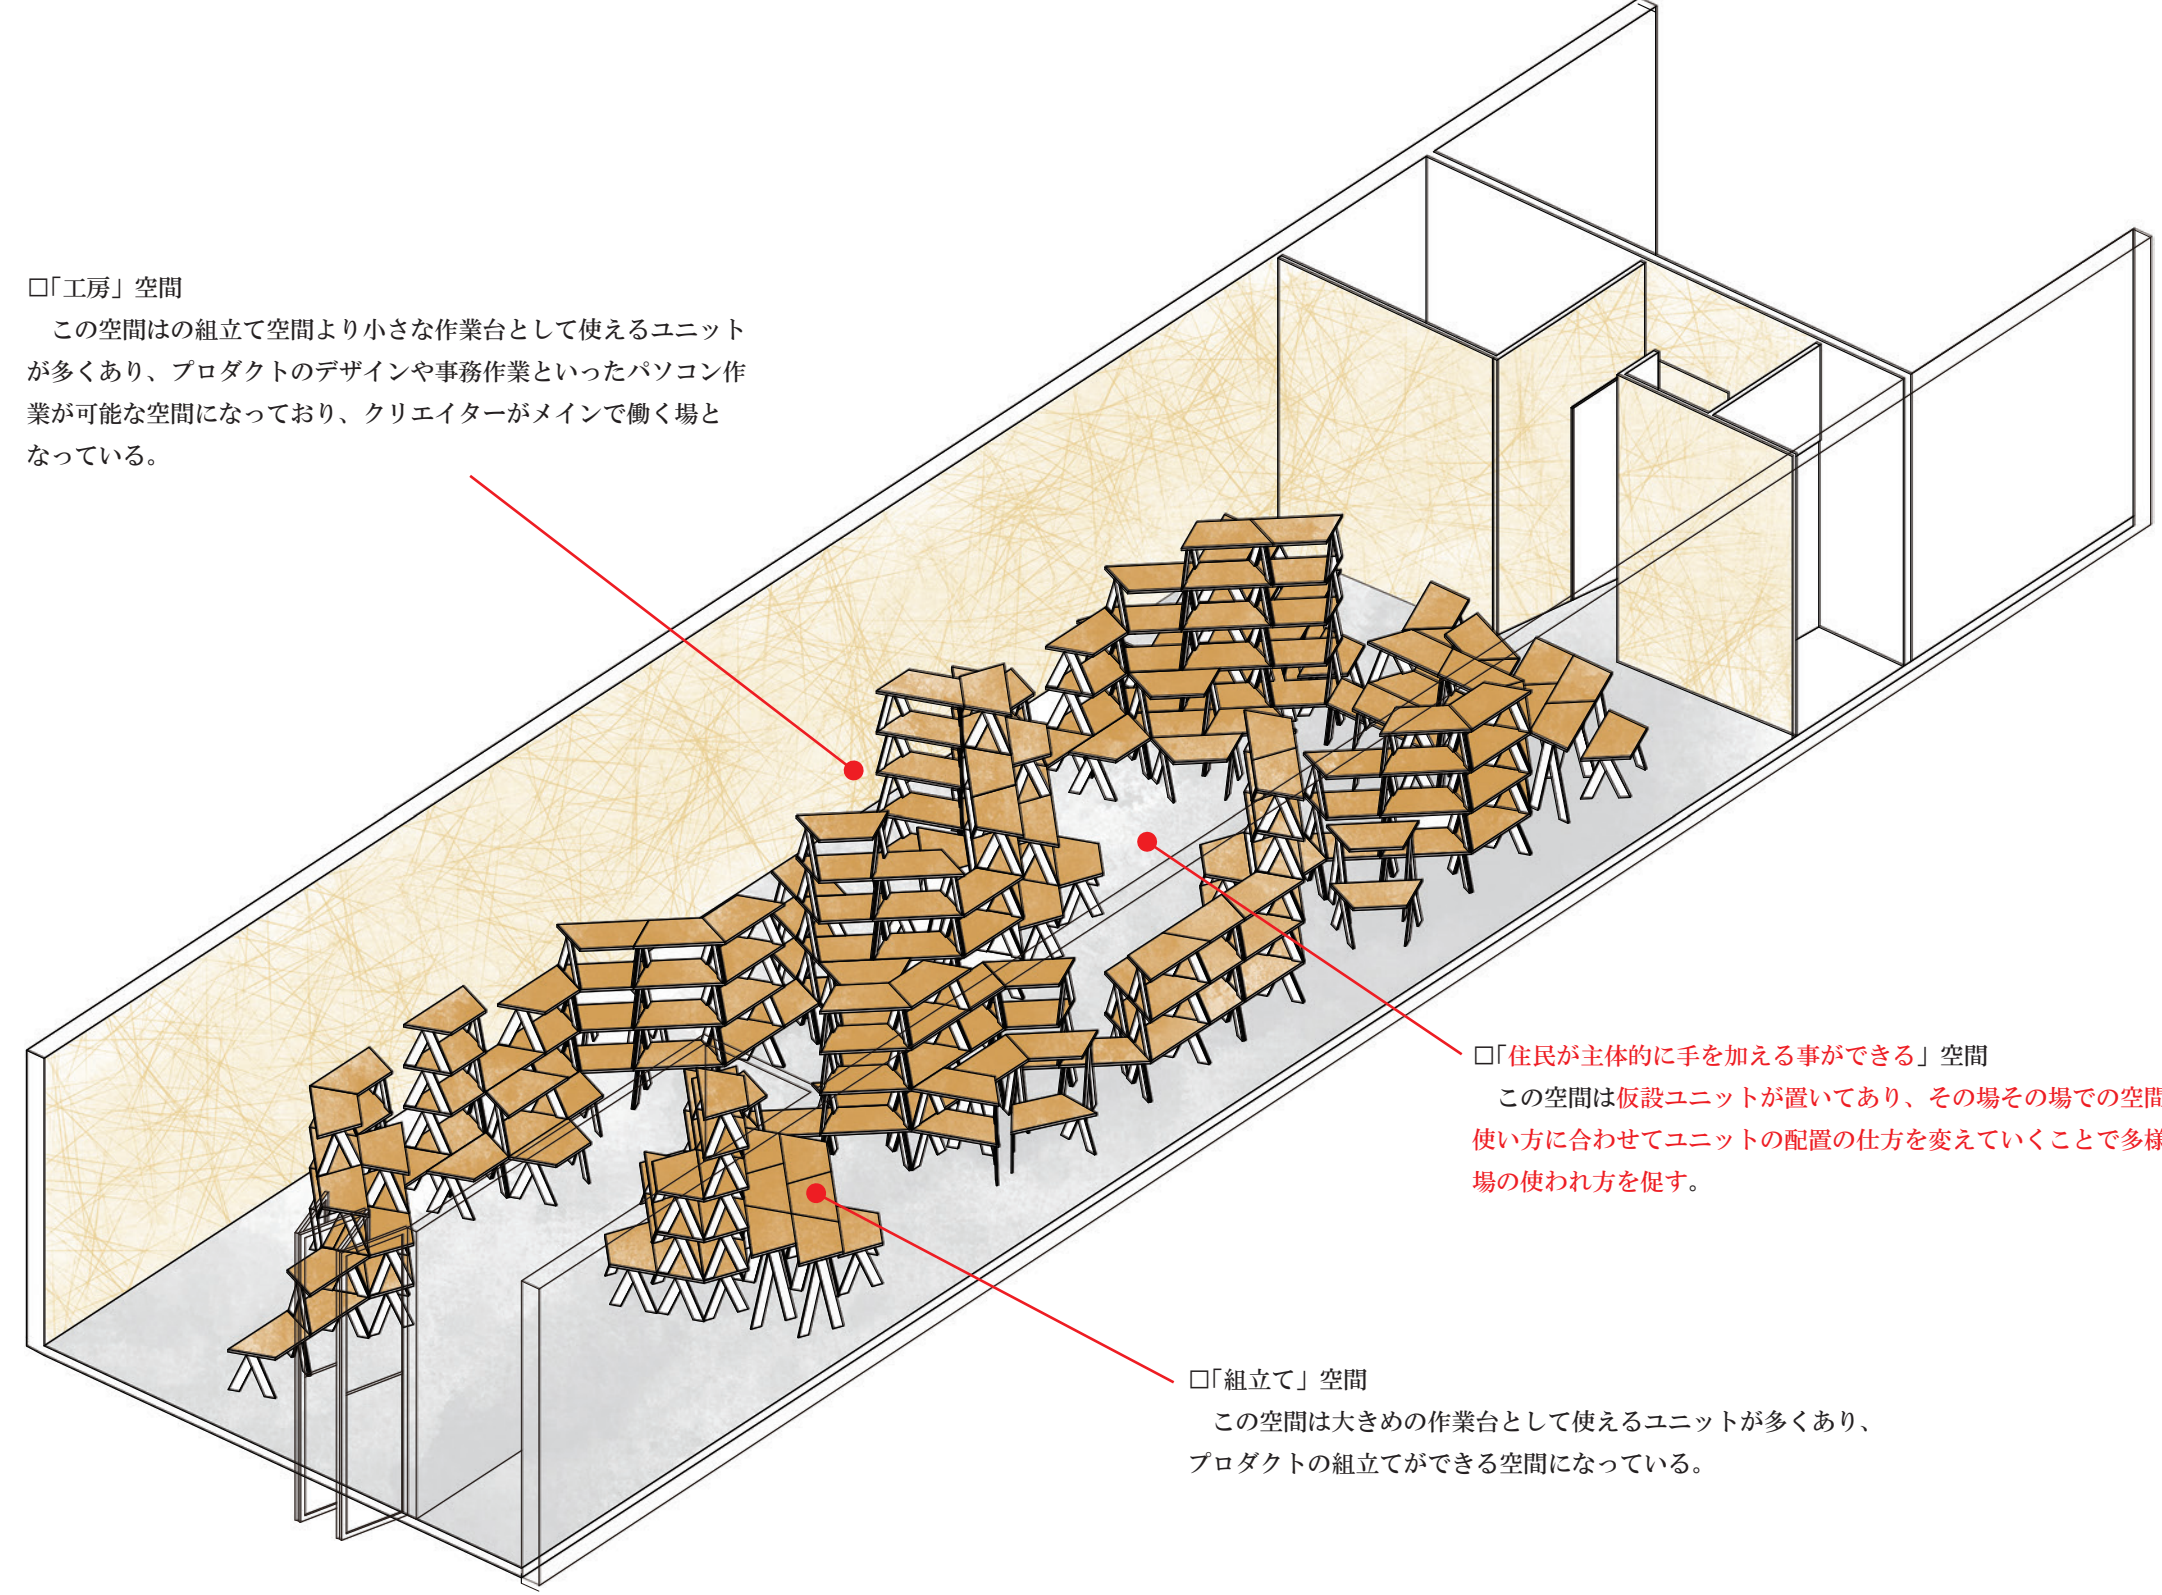 □「工房」空間
　この空間はの組立て空間より小さな作業台として使えるユニット
が多くあり、プロダクトのデザインや事務作業といったパソコン作
業が可能な空間になっており、クリエイターがメインで働く場と
なっている。
□「住民が主体的に手を加える事ができる」空間
　この空間は仮設ユニットが置いてあり、その場その場での空間
使い方に合わせてユニットの配置の仕方を変えていくことで多様
場の使われ方を促す。
□「組立て」空間
　この空間は大きめの作業台として使えるユニットが多くあり、
プロダクトの組立てができる空間になっている。